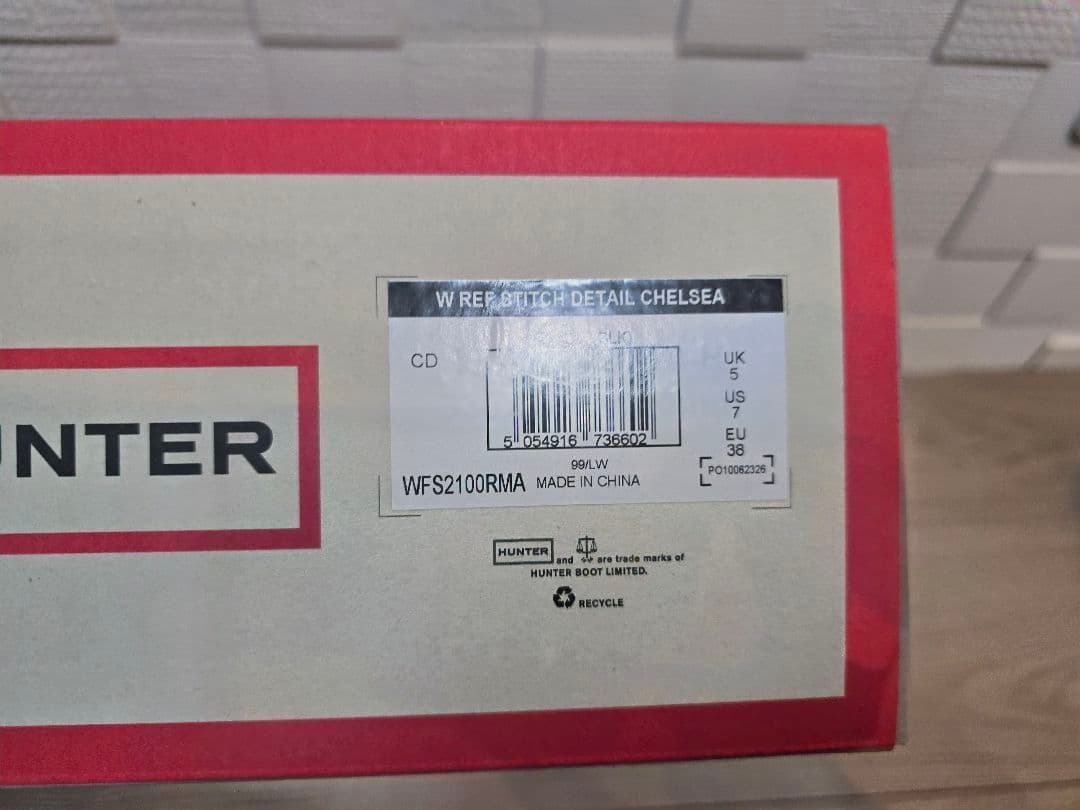 NTER
W REF STITCH DETAIL CHELSEA
CD
5 054916 736602
99/LW
WFS2100RMA MADE IN CHINA
UK
5
US
7
EU
38
PO10062326
HUNTER and are trade marks of
HUNTER BOOT LIMITED.
RECYCLE